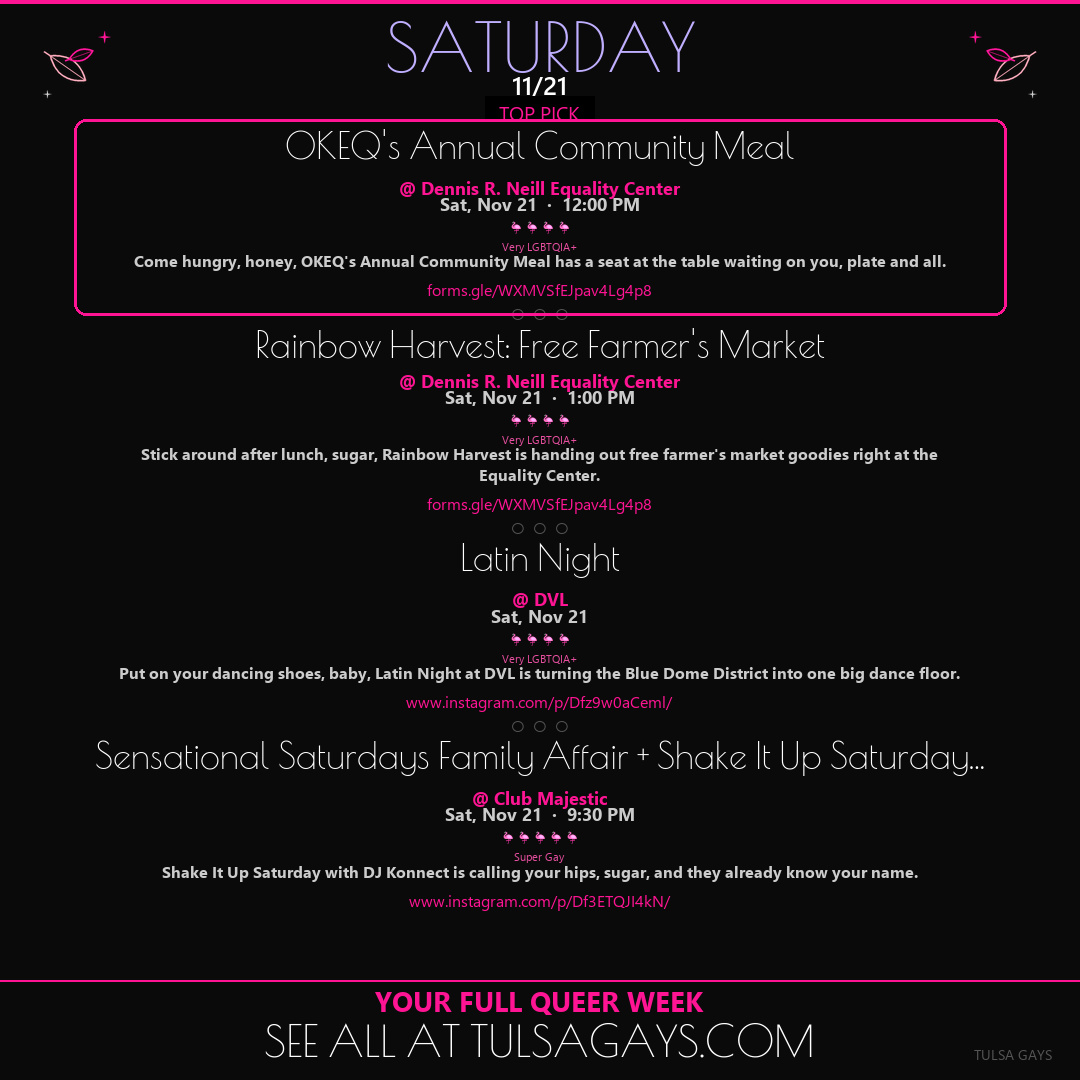 SATURDAY
11/21
TOP PICK
OKEQ's Annual Community Meal
@ Dennis R. Neill Equality Center
Sat, Nov 21 · 12:00 PM
Very LGBTQIA+
Come hungry, honey, OKEQ's Annual Community Meal has a seat at the table waiting on you, plate and all.
forms.gle/WXMVSfEJpav4Lg4p8
Rainbow Harvest: Free Farmer's Market
@ Dennis R. Neill Equality Center
Sat, Nov 21 · 1:00 PM
Very LGBTQIA+
Stick around after lunch, sugar, Rainbow Harvest is handing out free farmer's market goodies right at the
Equality Center.
forms.gle/WXMVSfEJpav4Lg4p8
Latin Night
@ DVL
Sat, Nov 21
Very LGBTQIA+
Put on your dancing shoes, baby, Latin Night at DVL is turning the Blue Dome District into one big dance floor.
www.instagram.com/p/Dfz9w0aCeml/
Sensational Saturdays Family Affair + Shake It Up Saturday...
@ Club Majestic
Sat, Nov 21 · 9:30 PM
Super Gay
Shake It Up Saturday with DJ Konnect is calling your hips, sugar, and they already know your name.
www.instagram.com/p/Df3ETQJI4kN/
YOUR FULL QUEER WEEK
SEE ALL AT TULSAGAYS.COM
TULSA GAYS